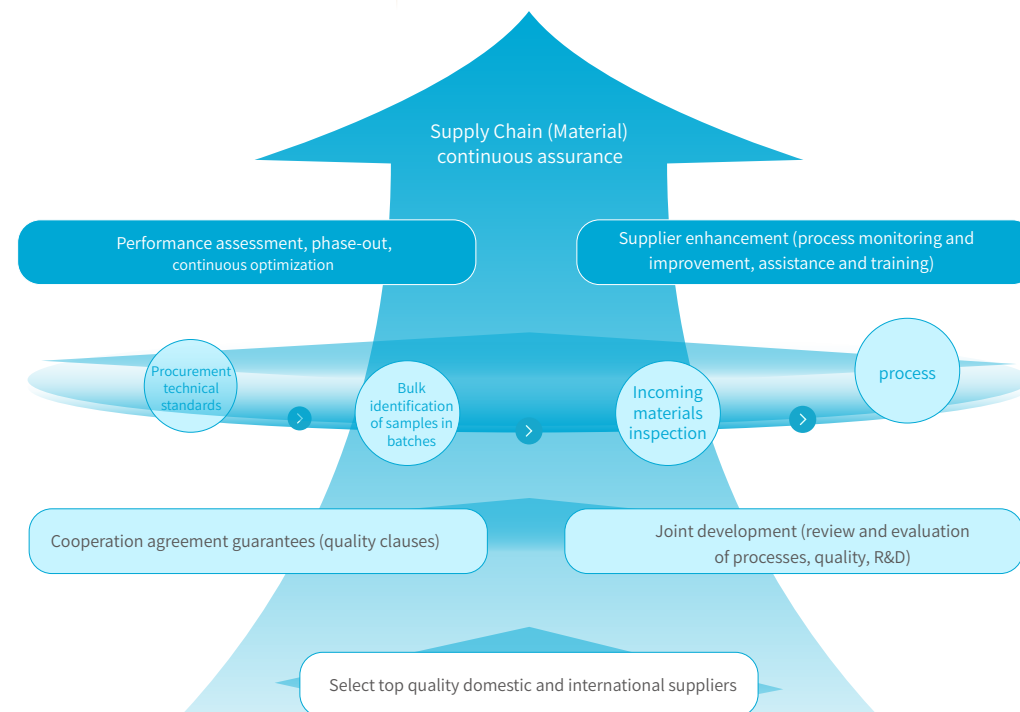 Supply Chain (Material)
continuous assurance
Performance assessment, phase-out,
continuous optimization
Supplier enhancement (process monitoring and
improvement, assistance and training)
Procurement
technical
standards
Bulk
identification
of samples in
batches
Incoming
materials
inspection
process
Cooperation agreement guarantees (quality clauses)
Joint development (review and evaluation
of processes, quality, R&D)
Select top quality domestic and international suppliers